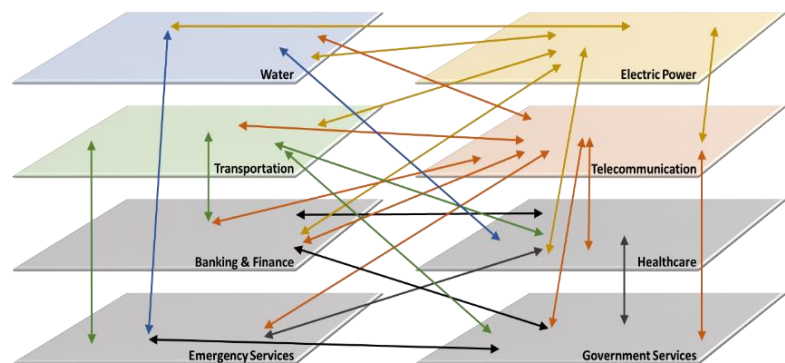 Water
Electric Power
Transportation
Telecommunication
Banking & Finance
Healthcare
Emergency Services
Government Services